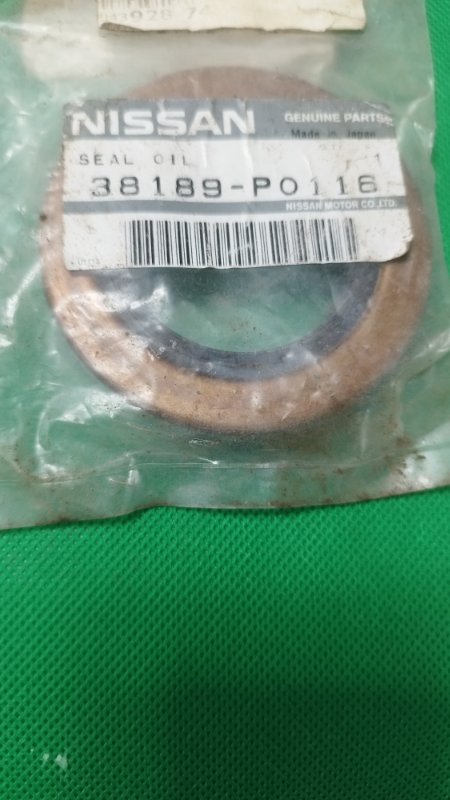 NISSAN
GENUINE PARTS
Made in Japan
SEAL OIL
1
38189-P0116
NISSAN MOTOR CO.,LTD.